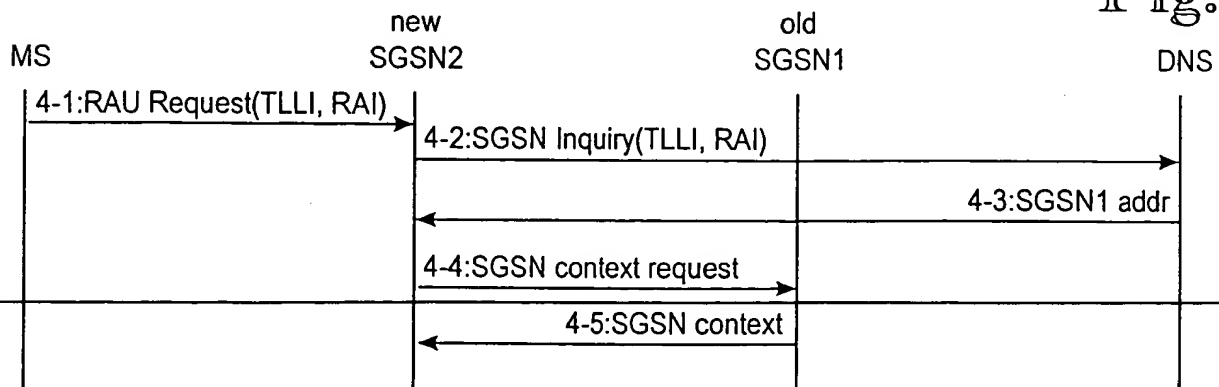 Fig.
new
old
MS
SGSN2
SGSN1
DNS
4-1:RAU Request(TLLI, RAI)
4-2:SGSN Inquiry(TLLI, RAI)
4-3:SGSN1 addr
4-4:SGSN context request
4-5:SGSN context